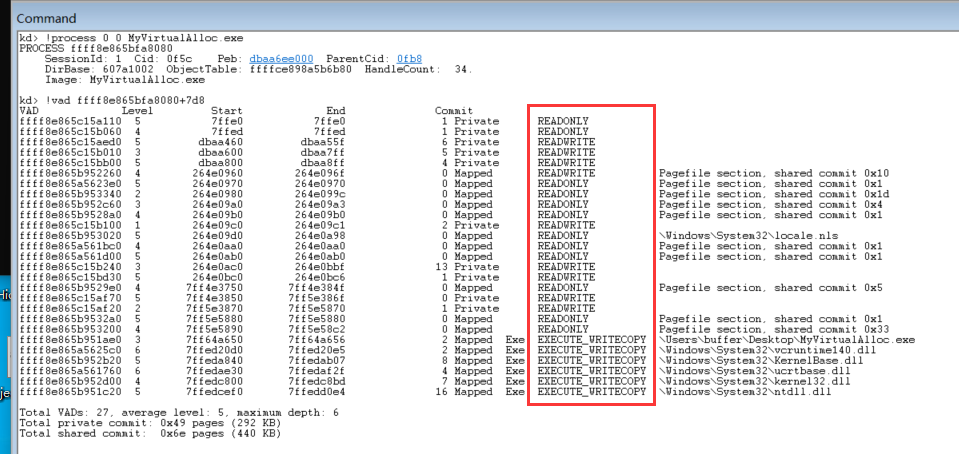 Command
kd> !process 0 0 MyVirtualAlloc.exe
PROCESS ffff8e865bfa8080
SessionId: 1 Cid: 0f5c Peb: dbaa6ee000 ParentCid: 0fb8
DirBase: 607a1002 ObjectTable: ffffce898a5b6b80 HandleCount: 34.
Image: MyVirtualAlloc.exe
kd> !vad ffff8e865bfa8080+7d8
VAD Level Start End Commit
ffff8e865c15a110 5 7ffe0 7ffe0 1 Private READONLY
ffff8e865c15b060 4 7ffed 7ffed 1 Private READONLY
ffff8e865c15aed0 5 dbaa460 dbaa55f 6 Private READWRITE
ffff8e865c15b010 3 dbaa600 dbaa7ff 5 Private READWRITE
ffff8e865c15bb00 5 dbaa800 dbaa8ff 4 Private READWRITE
ffff8e865b952260 4 264e0960 264e096f 0 Mapped READWRITE Pagefile section, shared commit 0x10
ffff8e865a5623e0 5 264e0970 264e0970 0 Mapped READONLY Pagefile section, shared commit 0x1
ffff8e865b953340 2 264e0980 264e099c 0 Mapped READONLY Pagefile section, shared commit 0x1d
ffff8e865b952c60 3 264e09a0 264e09a3 0 Mapped READONLY Pagefile section, shared commit 0x4
ffff8e865b9528a0 4 264e09b0 264e09b0 0 Mapped READONLY Pagefile section, shared commit 0x1
ffff8e865c15b100 1 264e09c0 264e09c1 2 Private READWRITE
ffff8e865b953020 5 264e09d0 264e0a98 0 Mapped READONLY \Windows\System32\locale.nls
ffff8e865a561bc0 4 264e0aa0 264e0aa0 0 Mapped READONLY Pagefile section, shared commit 0x1
ffff8e865a561d00 5 264e0ab0 264e0ab0 0 Mapped READONLY Pagefile section, shared commit 0x1
ffff8e865c15b240 3 264e0ac0 264e0bbf 13 Private READWRITE
ffff8e865c15bd30 5 264e0bc0 264e0bc6 1 Private READWRITE
ffff8e865b9529e0 4 7ff4e3750 7ff4e384f 0 Mapped READONLY Pagefile section, shared commit 0x5
ffff8e865c15af70 5 7ff4e3850 7ff5e386f 0 Private READWRITE
ffff8e865c15af20 2 7ff5e3870 7ff5e5870 1 Private READWRITE
ffff8e865b9532a0 5 7ff5e5880 7ff5e5880 0 Mapped READONLY Pagefile section, shared commit 0x1
ffff8e865b953200 4 7ff5e5890 7ff5e58c2 0 Mapped READONLY Pagefile section, shared commit 0x33
ffff8e865b951ae0 3 7ff64a650 7ff64a656 2 Mapped Exe EXECUTE_WRITECOPY \Users\buffer\Desktop\MyVirtualAlloc.exe
ffff8e865a5625c0 6 7ffed20d0 7ffed20e5 2 Mapped Exe EXECUTE_WRITECOPY \Windows\System32\vcruntime140.dll
ffff8e865b952b20 5 7ffeda840 7ffedab07 8 Mapped Exe EXECUTE_WRITECOPY \Windows\System32\KernelBase.dll
ffff8e865a561760 6 7ffedae30 7ffedaf2f 4 Mapped Exe EXECUTE_WRITECOPY \Windows\System32\ucrtbase.dll
ffff8e865b952d00 4 7ffedc800 7ffedc8bd 7 Mapped Exe EXECUTE_WRITECOPY \Windows\System32\kernel32.dll
ffff8e865b951c20 5 7ffedcef0 7ffedd0e4 16 Mapped Exe EXECUTE_WRITECOPY \Windows\System32\ntdll.dll
Total VADs: 27, average level: 5, maximum depth: 6
Total private commit: 0x49 pages (292 KB)
Total shared commit: 0x6e pages (440 KB)